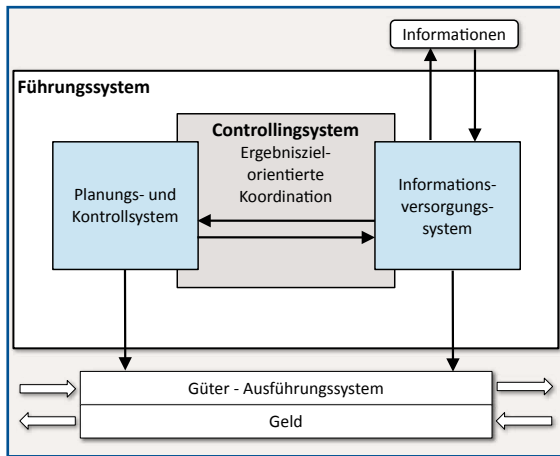 Informationen
Führungssystem
Controllingsystem
Ergebnisziel-
orientierte
Koordination
Planungs- und
Kontrollsystem
Informations-
versorgungs-
system
Güter - Ausführungssystem
Geld